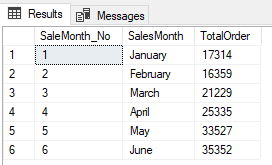 Results Messages
SaleMonth_No SalesMonth TotalOrder
1 1 January 17314
2 2 February 16359
3 3 March 21229
4 4 April 25335
5 5 May 33527
6 6 June 35352